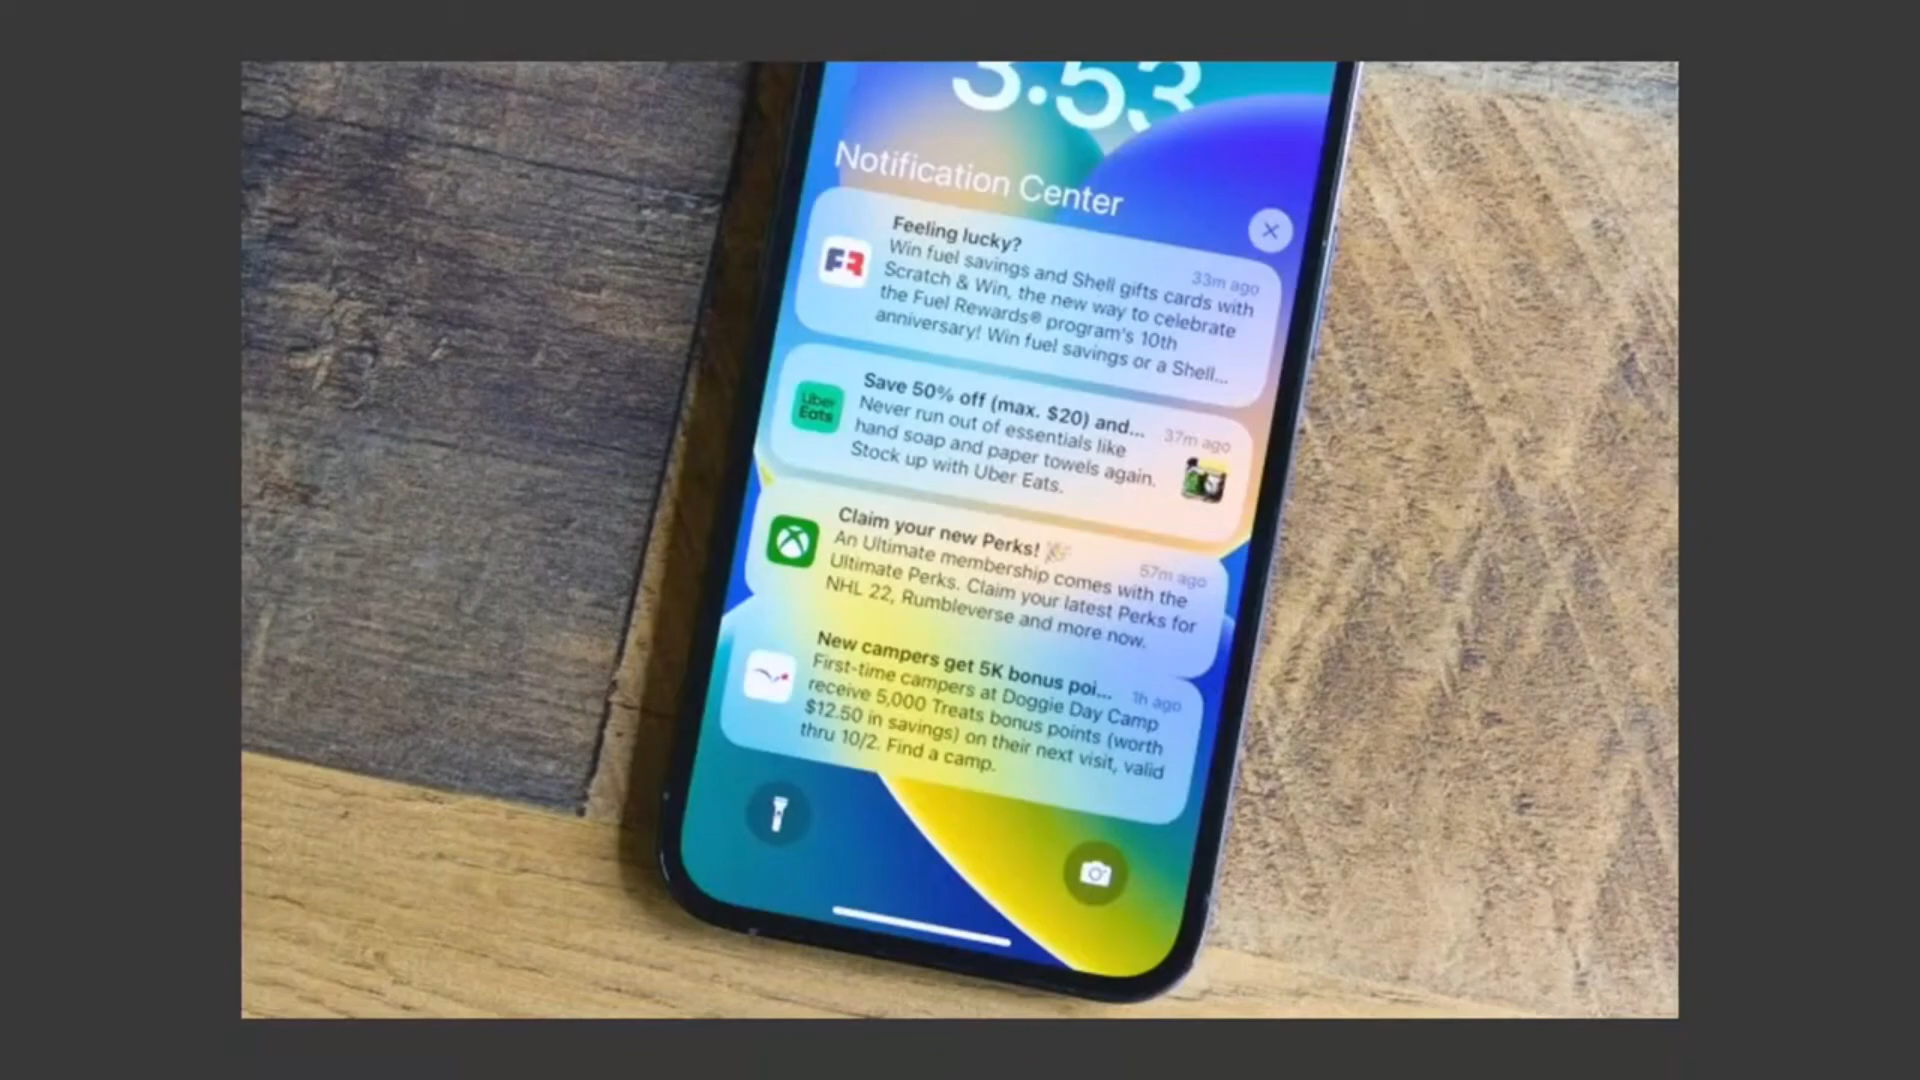 3:53
Notification Center
Feeling lucky?
33m ago
Win fuel savings and Shell gifts cards with
Scratch & Win, the new way to celebrate
the Fuel Rewards® program's 10th
anniversary! Win fuel savings or a Shell...
FR
Save 50% off (max. $20) and...
37m ago
Never run out of essentials like
hand soap and paper towels again.
Stock up with Uber Eats.
Uber
Eats
Claim your new Perks! 🎉
57m ago
An Ultimate membership comes with the
Ultimate Perks. Claim your latest Perks for
NHL 22, Rumbleverse and more now.
New campers get 5K bonus poi...
1h ago
First-time campers at Doggie Day Camp
receive 5,000 Treats bonus points (worth
$12.50 in savings) on their next visit, valid
thru 10/2. Find a camp.